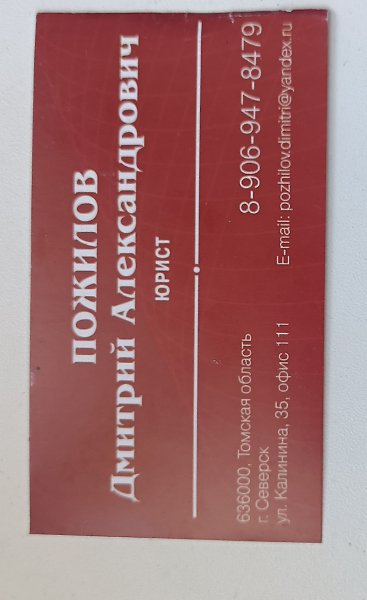 ПОЖИЛОВ
Дмитрий Александрович
ЮРИСТ
636000, Томская область
г. Северск
ул. Калинина, 35, офис 111
8-906-947-8479
E-mail: pozhilov.dimitri@yandex.ru